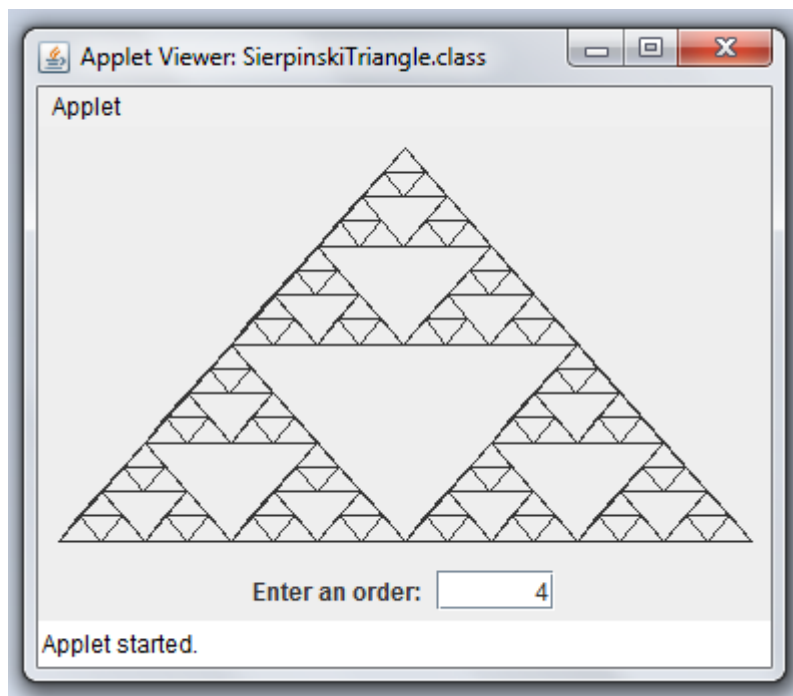 Applet Viewer: SierpinskiTriangle.class
Applet
Enter an order: 4
Applet started.